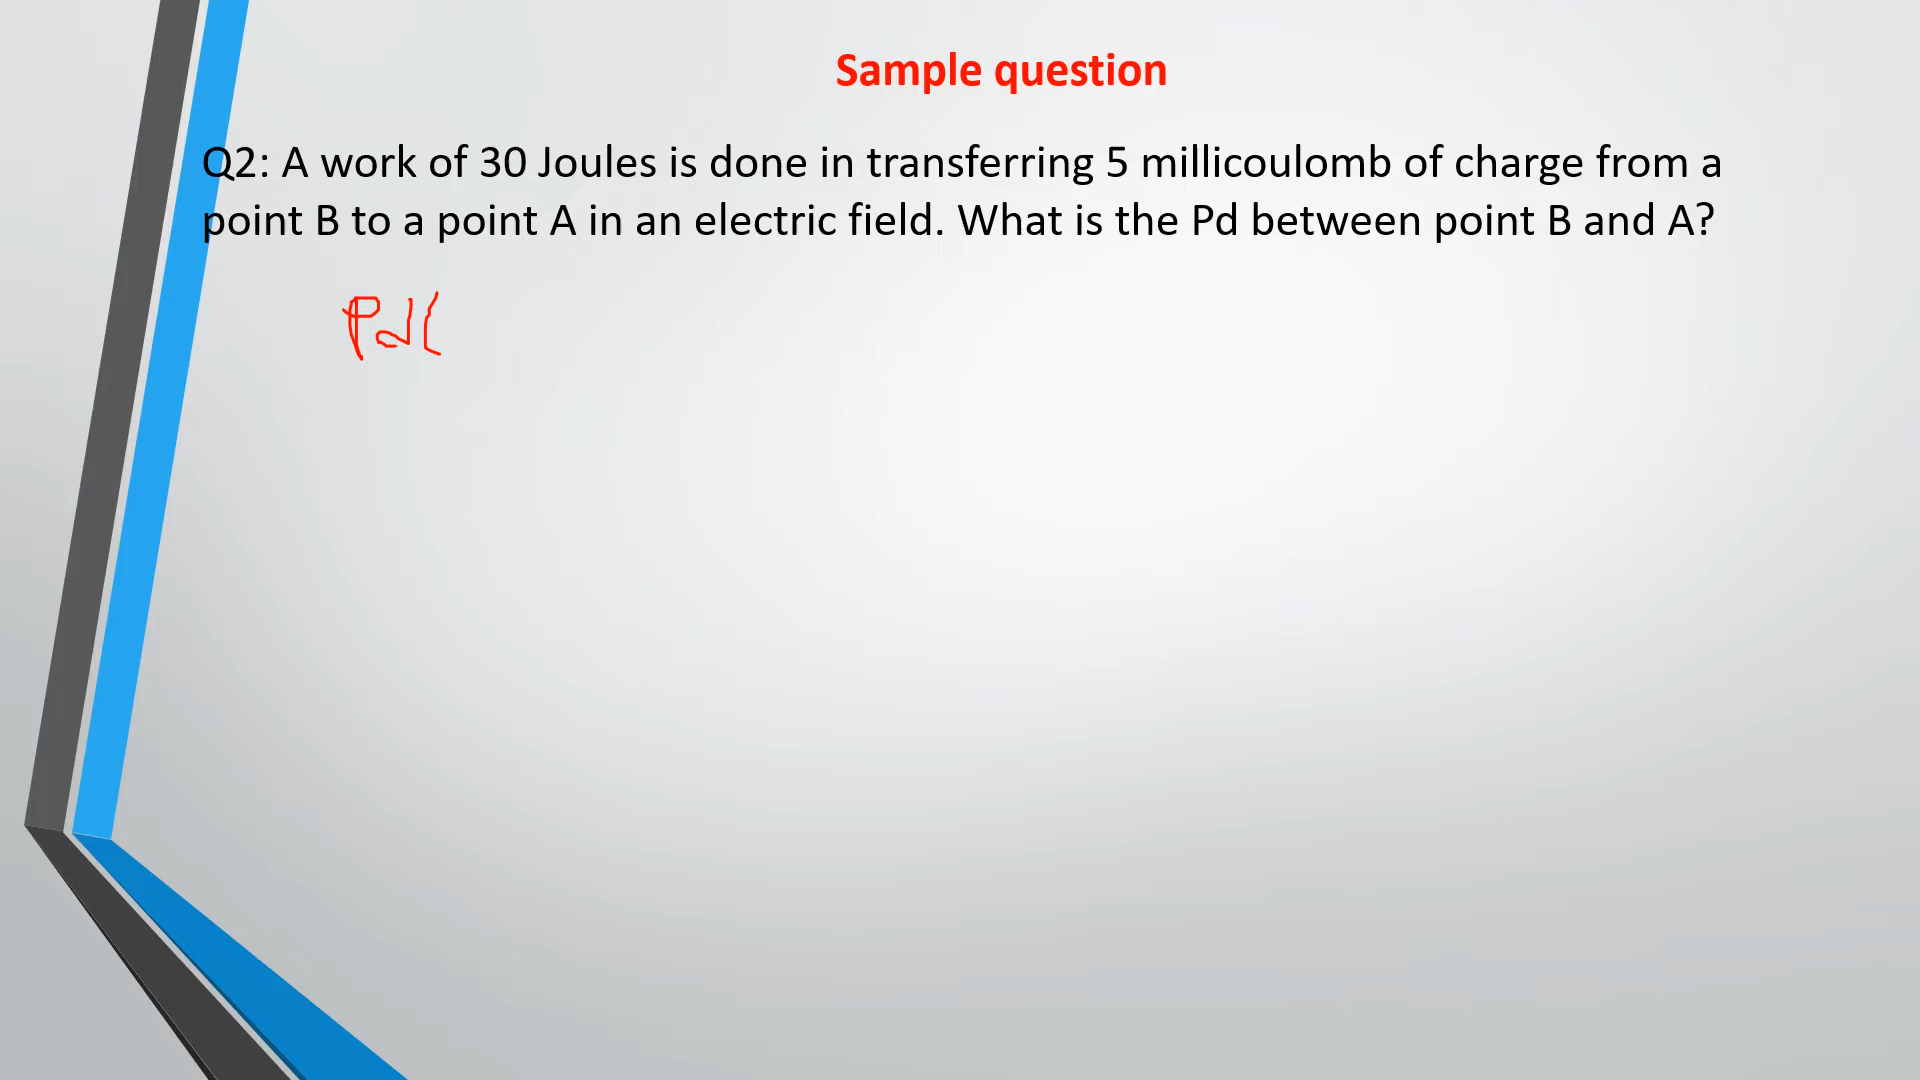 Sample question
Q2: A work of 30 Joules is done in transferring 5 millicoulomb of charge from a
point B to a point A in an electric field. What is the Pd between point B and A?
Pd(